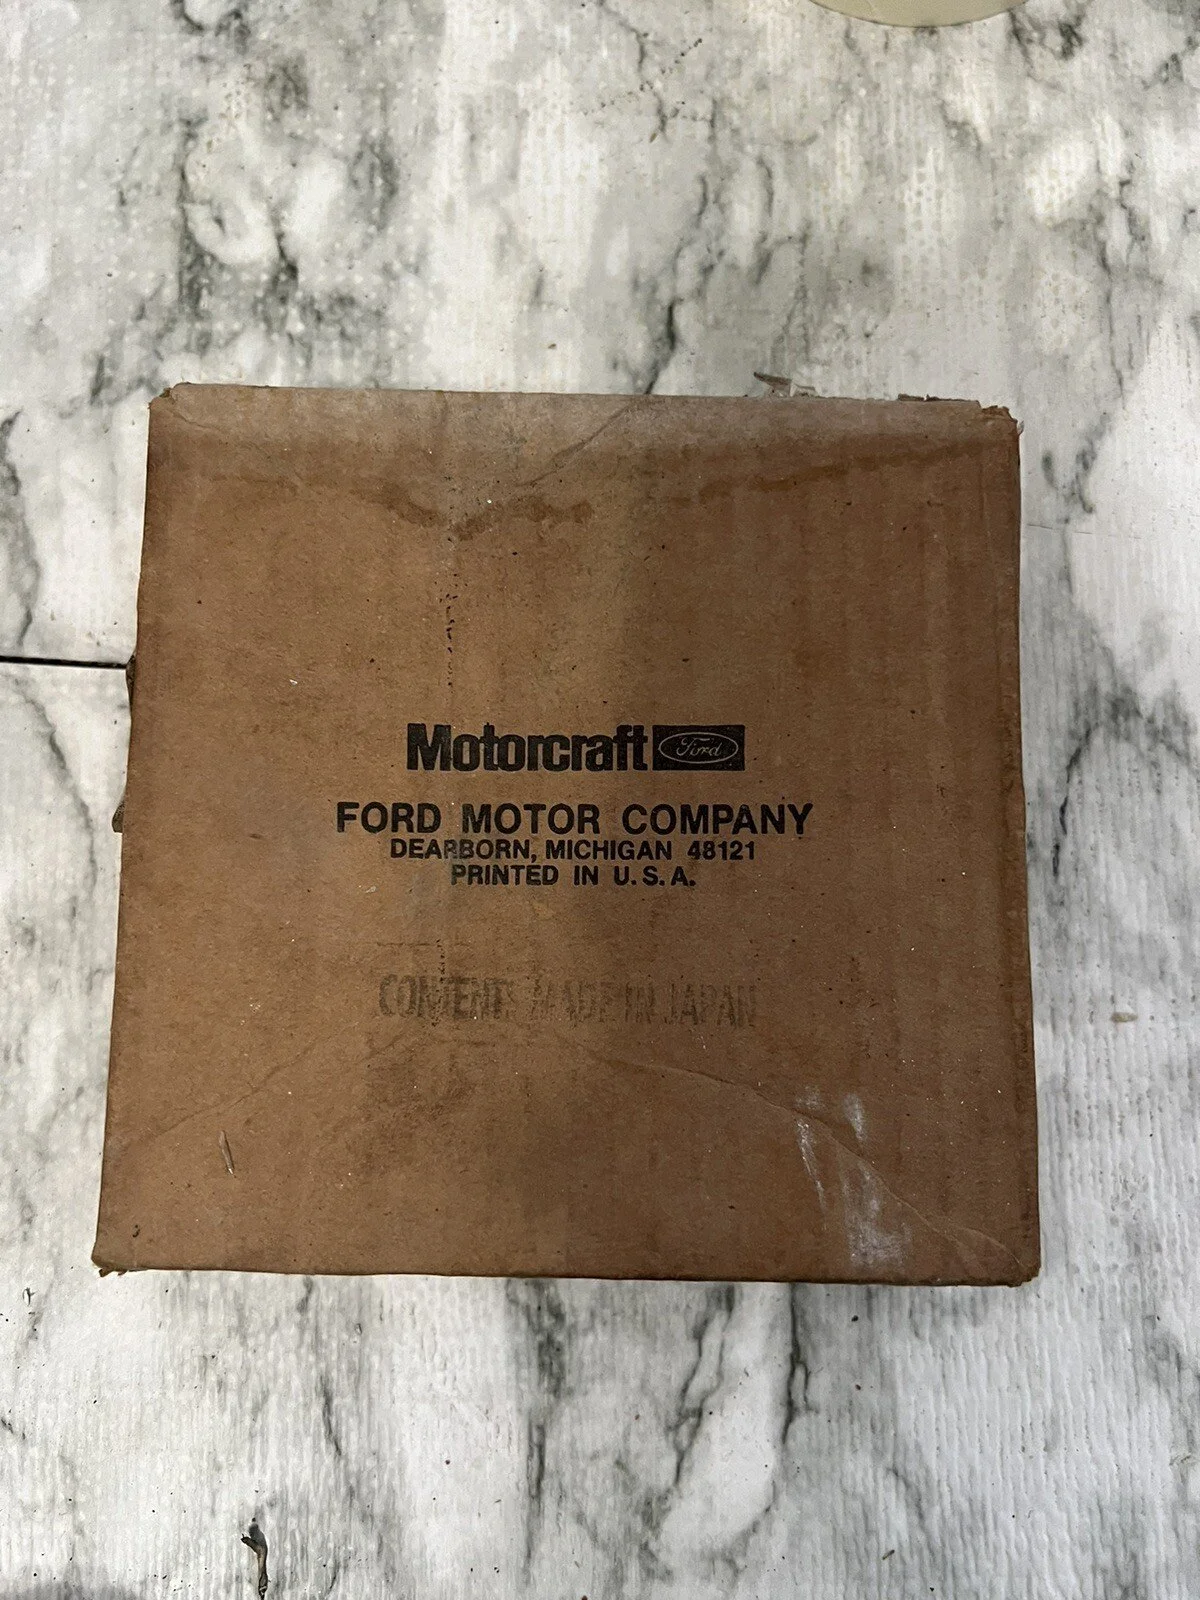 Motorcraft Ford
FORD MOTOR COMPANY
DEARBORN, MICHIGAN 48121
PRINTED IN U.S.A.
CONTENTS MADE IN JAPAN